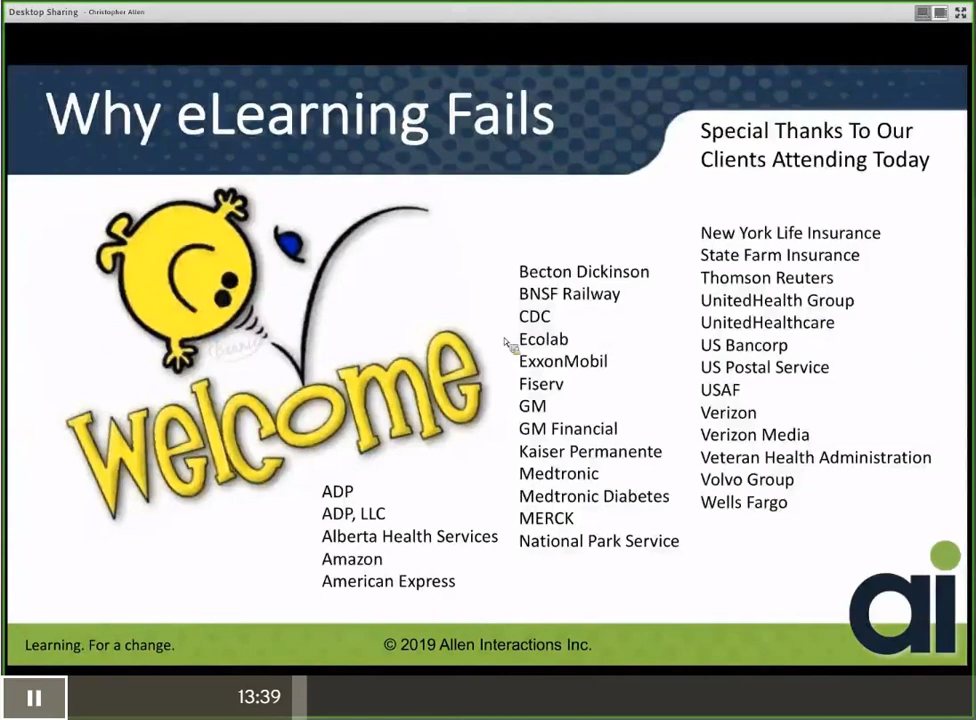 Desktop Sharing - Christopher Allen
Why eLearning Fails
Special Thanks To Our
Clients Attending Today
welcome
ADP
ADP, LLC
Alberta Health Services
Amazon
American Express
Becton Dickinson
BNSF Railway
CDC
Ecolab
ExxonMobil
Fiserv
GM
GM Financial
Kaiser Permanente
Medtronic
Medtronic Diabetes
MERCK
National Park Service
New York Life Insurance
State Farm Insurance
Thomson Reuters
UnitedHealth Group
UnitedHealthcare
US Bancorp
US Postal Service
USAF
Verizon
Verizon Media
Veteran Health Administration
Volvo Group
Wells Fargo
ai
Learning. For a change.
© 2019 Allen Interactions Inc.
13:39